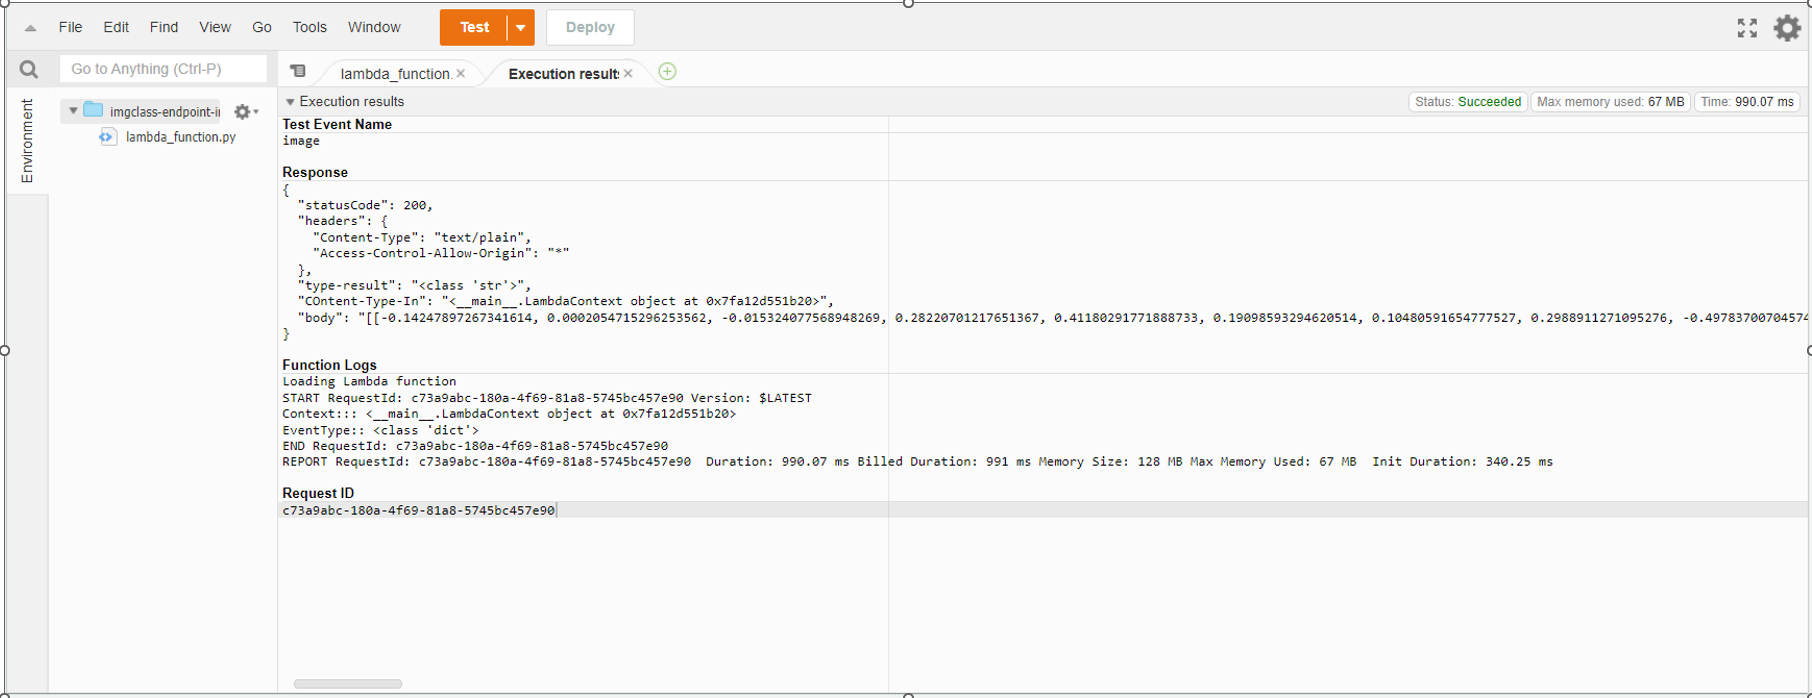 File Edit Find View Go Tools Window Test Deploy
Go to Anything (Ctrl-P)
lambda_function.
Execution result
Environment
imgclass-endpoint-i
lambda_function.py
Execution results
Status: Succeeded Max memory used: 67 MB Time: 990.07 ms
Test Event Name
image
Response
{
"statusCode": 200,
"headers": {
"Content-Type": "text/plain",
"Access-Control-Allow-Origin": "*"
},
"type-result": "<class 'str'>",
"COntent-Type-In": "<__main__.LambdaContext object at 0x7fa12d551b20>",
"body": "[[-0.14247897267341614, 0.0002054715296253562, -0.015324077568948269, 0.28220701217651367, 0.41180291771888733, 0.19098593294620514, 0.10480591654777527, 0.2988911271095276, -0.497837007045574
}
Function Logs
Loading Lambda function
START RequestId: c73a9abc-180a-4f69-81a8-5745bc457e90 Version: $LATEST
Context::: <__main__.LambdaContext object at 0x7fa12d551b20>
EventType:: <class 'dict'>
END RequestId: c73a9abc-180a-4f69-81a8-5745bc457e90
REPORT RequestId: c73a9abc-180a-4f69-81a8-5745bc457e90 Duration: 990.07 ms Billed Duration: 991 ms Memory Size: 128 MB Max Memory Used: 67 MB Init Duration: 340.25 ms
Request ID
c73a9abc-180a-4f69-81a8-5745bc457e90